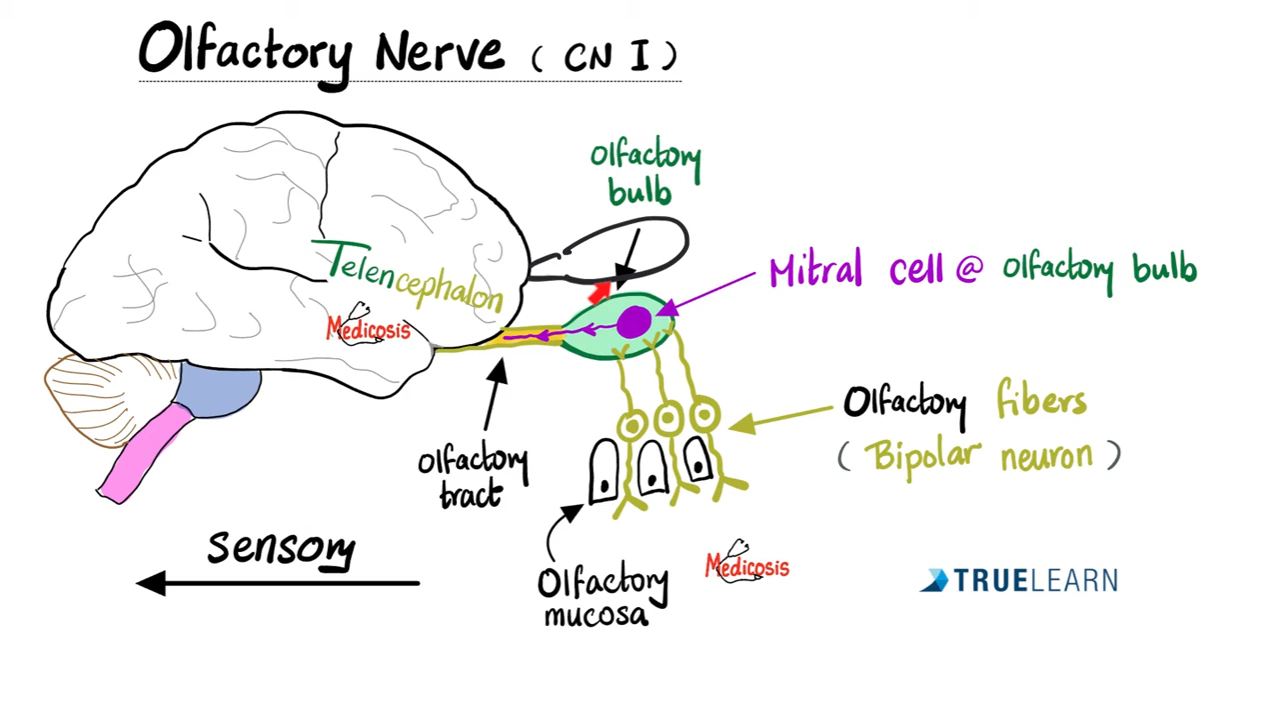 Olfactory Nerve ( CN I )
Olfactory
bulb
Telencephalon
Medicosis
Mitral cell @ olfactory bulb
Olfactory fibers
( Bipolar neuron )
olfactory
tract
sensory
Olfactory
mucosa
Medicosis
TRUELEARN